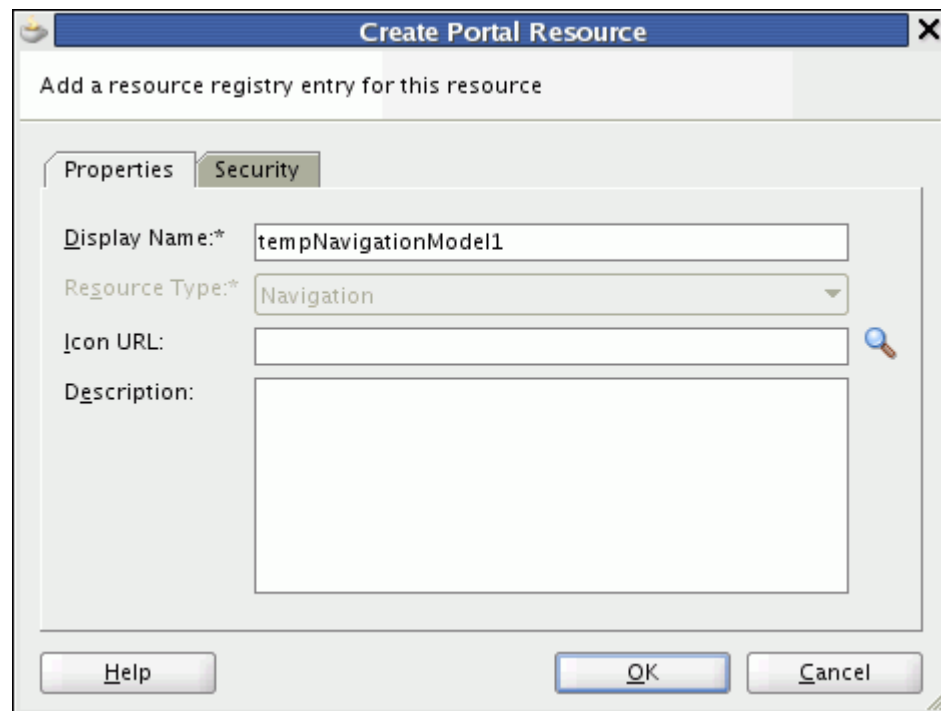 Create Portal Resource
Add a resource registry entry for this resource
Properties Security
Display Name:* tempNavigationModel1
Resource Type:* Navigation
Icon URL:
Description:
Help OK Cancel